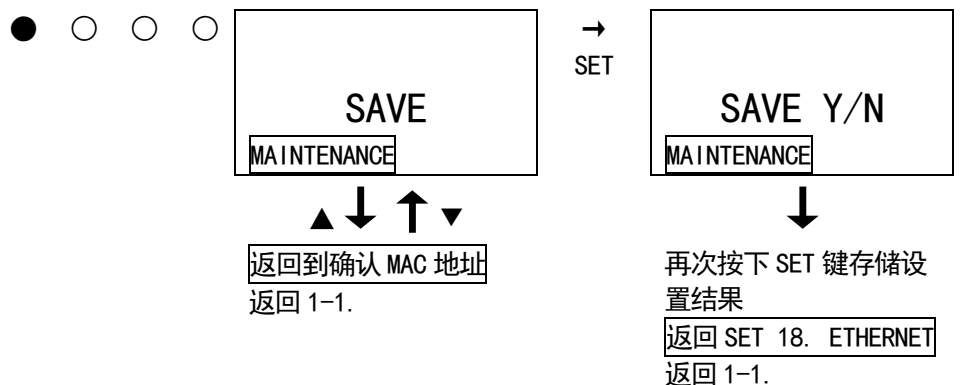 ● ○ ○ ○
SAVE
MAINTENANCE
▲ ↓ ↑ ▼
返回到确认 MAC 地址
返回 1-1.
→
SET
SAVE Y/N
MAINTENANCE
↓
再次按下 SET 键存储设
置结果
返回 SET 18. ETHERNET
返回 1-1.